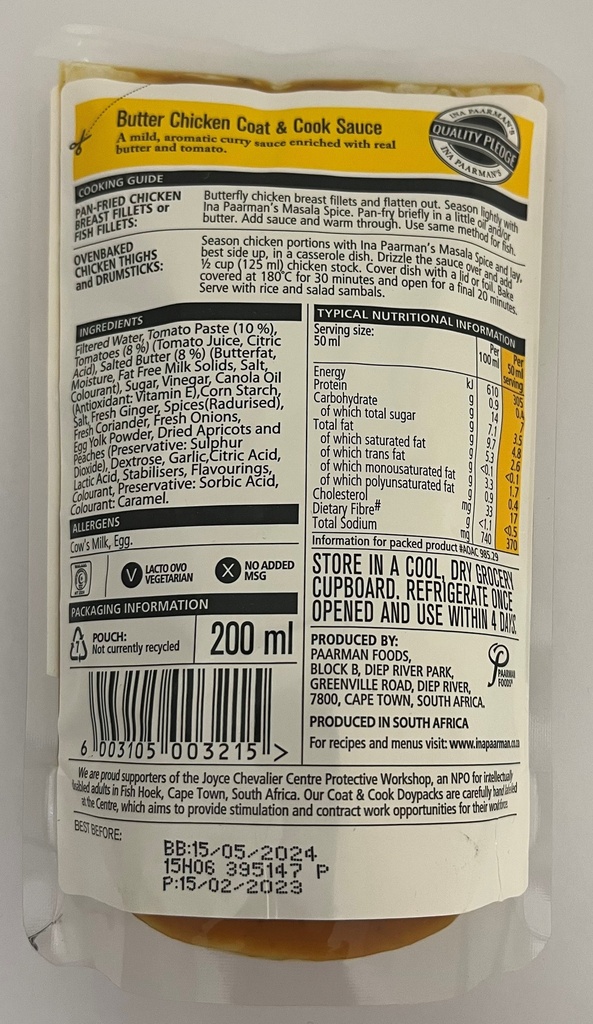 Butter Chicken Coat & Cook Sauce
A mild, aromatic curry sauce enriched with real
butter and tomato.
INA PAARMAN'S
QUALITY PLEDGE
INA PAARMAN'S
COOKING GUIDE
PAN-FRIED CHICKEN
BREAST FILLETS or
FISH FILLETS:
Butterfly chicken breast fillets and flatten out. Season lightly with
Ina Paarman's Masala Spice. Pan-fry briefly in a little oil and/or
butter. Add sauce and warm through. Use same method for fish.
OVENBAKED
CHICKEN THIGHS
and DRUMSTICKS:
Season chicken portions with Ina Paarman's Masala Spice and lay,
best side up, in a casserole dish. Drizzle the sauce over and add
½ cup (125 ml) chicken stock. Cover dish with a lid or foil. Bake
covered at 180°C for 30 minutes and open for a final 20 minutes.
Serve with rice and salad sambals.
INGREDIENTS
Filtered Water, Tomato Paste (10 %),
Tomatoes (8 %) (Tomato Juice, Citric
Acid), Salted Butter (8 %) (Butterfat,
Moisture, Fat Free Milk Solids, Salt,
Colourant), Sugar, Vinegar, Canola Oil
(Antioxidant: Vitamin E), Corn Starch,
Salt, Fresh Ginger, Spices (Radurised),
Fresh Coriander, Fresh Onions,
Egg Yolk Powder, Dried Apricots and
Peaches (Preservative: Sulphur
Dioxide), Dextrose, Garlic, Citric Acid,
Lactic Acid, Stabilisers, Flavourings,
Colourant, Preservative: Sorbic Acid,
Colourant: Caramel.
ALLERGENS
Cow's Milk, Egg.
V LACTO OVO
VEGETARIAN
X NO ADDED
MSG
PACKAGING INFORMATION
7 POUCH:
Not currently recycled
200 ml
6 003105 003215 >
TYPICAL NUTRITIONAL INFORMATION
Serving size:
50 ml
Per
100 ml
Per
50 ml
serving
Energy kJ 610 305
Protein g 0.9 0.4
Carbohydrate g 14 7
of which total sugar g 7.1 3.5
Total fat g 9.7 4.8
of which saturated fat g 5.3 2.6
of which trans fat g <0.1 <0.1
of which monosaturated fat g 3.3 1.7
of which polyunsaturated fat g 0.9 0.4
Cholesterol mg 33 17
Dietary Fibre# g <1.1 <0.5
Total Sodium mg 740 370
Information for packed product #AOAC 985.29
STORE IN A COOL, DRY GROCERY
CUPBOARD. REFRIGERATE ONCE
OPENED AND USE WITHIN 4 DAYS.
PRODUCED BY:
PAARMAN FOODS,
BLOCK B, DIEP RIVER PARK,
GREENVILLE ROAD, DIEP RIVER,
7800, CAPE TOWN, SOUTH AFRICA.
PAARMAN
FOODS
PRODUCED IN SOUTH AFRICA
For recipes and menus visit: www.inapaarman.co.za
We are proud supporters of the Joyce Chevalier Centre Protective Workshop, an NPO for intellectually
disabled adults in Fish Hoek, Cape Town, South Africa. Our Coat & Cook Doypacks are carefully hand labeled
at the Centre, which aims to provide stimulation and contract work opportunities for their workforce.
BEST BEFORE:
BB:15/05/2024
15H06 395147 P
P:15/02/2023